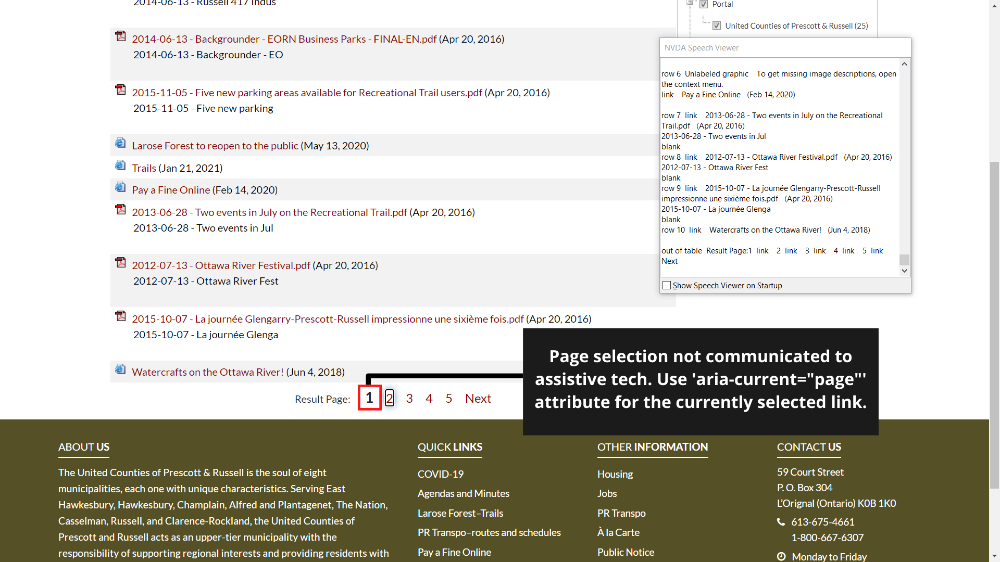 2014-06-13 - Russell 417 Indus
2014-06-13 - Backgrounder - EORN Business Parks - FINAL-EN.pdf (Apr 20, 2016)
2014-06-13 - Backgrounder - EO
2015-11-05 - Five new parking areas available for Recreational Trail users.pdf (Apr 20, 2016)
2015-11-05 - Five new parking
Larose Forest to reopen to the public (May 13, 2020)
Trails (Jan 21, 2021)
Pay a Fine Online (Feb 14, 2020)
2013-06-28 - Two events in July on the Recreational Trail.pdf (Apr 20, 2016)
2013-06-28 - Two events in Jul
2012-07-13 - Ottawa River Festival.pdf (Apr 20, 2016)
2012-07-13 - Ottawa River Fest
2015-10-07 - La journée Glengarry-Prescott-Russell impressionne une sixième fois.pdf (Apr 20, 2016)
2015-10-07 - La journée Glenga
Watercrafts on the Ottawa River! (Jun 4, 2018)
Result Page: 1 2 3 4 5 Next
Portal
United Counties of Prescott & Russell (25)
NVDA Speech Viewer
row 6 Unlabeled graphic To get missing image descriptions, open
the context menu.
link Pay a Fine Online (Feb 14, 2020)
row 7 link 2013-06-28 - Two events in July on the Recreational
Trail.pdf (Apr 20, 2016)
2013-06-28 - Two events in Jul
blank
row 8 link 2012-07-13 - Ottawa River Festival.pdf (Apr 20, 2016)
2012-07-13 - Ottawa River Fest
blank
row 9 link 2015-10-07 - La journée Glengarry-Prescott-Russell
impressionne une sixième fois.pdf (Apr 20, 2016)
2015-10-07 - La journée Glenga
blank
row 10 link Watercrafts on the Ottawa River! (Jun 4, 2018)
out of table Result Page:1 link 2 link 3 link 4 link 5 link
Next
Show Speech Viewer on Startup
Page selection not communicated to
assistive tech. Use 'aria-current="page"'
attribute for the currently selected link.
ABOUT US
The United Counties of Prescott & Russell is the soul of eight
municipalities, each one with unique characteristics. Serving East
Hawkesbury, Hawkesbury, Champlain, Alfred and Plantagenet, The Nation,
Casselman, Russell, and Clarence-Rockland, the United Counties of
Prescott and Russell acts as an upper-tier municipality with the
responsibility of supporting regional interests and providing residents with
QUICK LINKS
COVID-19
Agendas and Minutes
Larose Forest–Trails
PR Transpo–routes and schedules
Pay a Fine Online
OTHER INFORMATION
Housing
Jobs
PR Transpo
À la Carte
Public Notice
CONTACT US
59 Court Street
P. O. Box 304
L'Orignal (Ontario) K0B 1K0
613-675-4661
1-800-667-6307
Monday to Friday